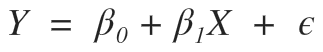 Y = β₀ + β₁X + ϵ